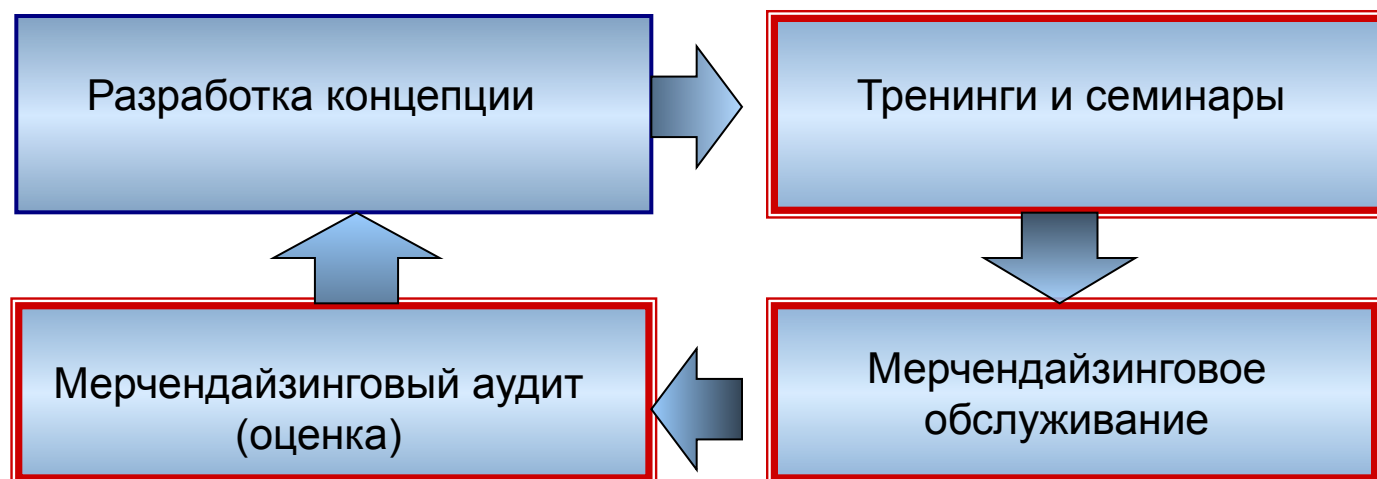 Разработка концепции
Тренинги и семинары
Мерчендайзинговый аудит
(оценка)
Мерчендайзинговое
обслуживание